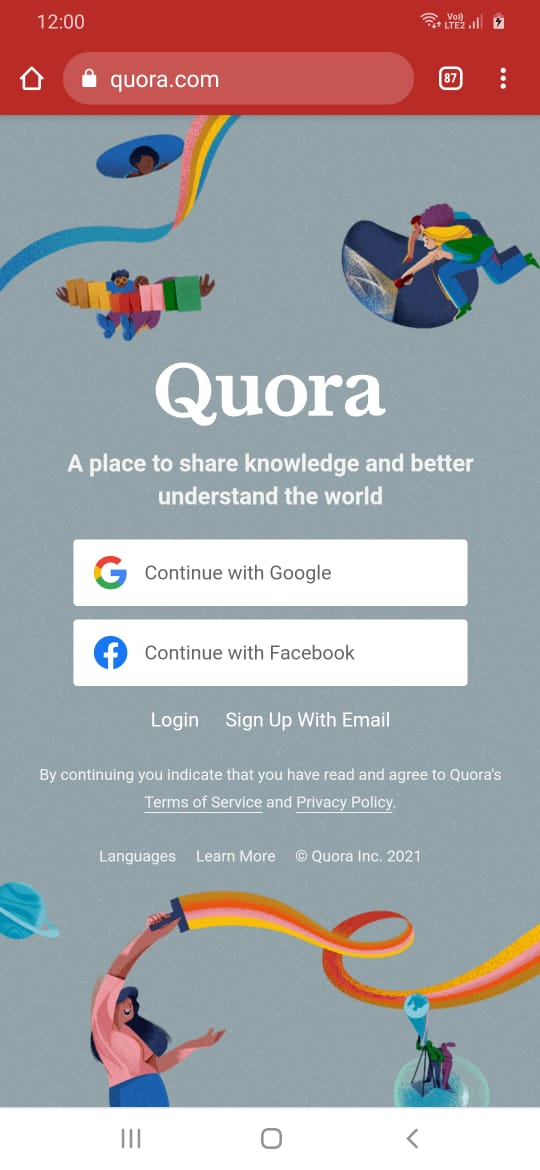 12:00
Vo))
LTE2
quora.com
87
Quora
A place to share knowledge and better
understand the world
Continue with Google
Continue with Facebook
Login Sign Up With Email
By continuing you indicate that you have read and agree to Quora's
Terms of Service and Privacy Policy.
Languages Learn More © Quora Inc. 2021